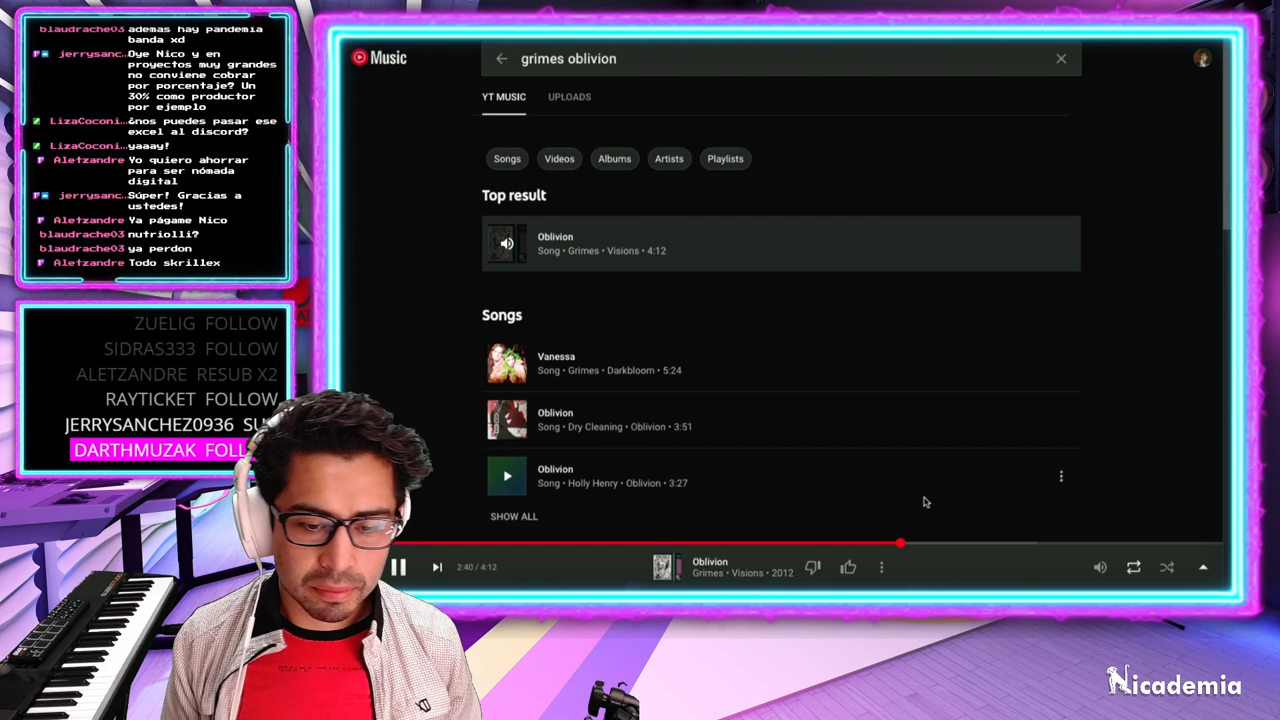 blaudrache03 ademas hay pandemia
banda xd
jerrysanc... Oye Nico y en
proyectos muy grandes
no conviene cobrar
por porcentaje? Un
30% como productor
por ejemplo
LizaCoconi... ¿nos puedes pasar ese
excel al discord?
LizaCoconi... yaaay!
Aletzandre Yo quiero ahorrar
para ser nómada
digital
jerrysanc... Súper! Gracias a
ustedes!
Aletzandre Ya págame Nico
blaudrache03 nutriolli?
blaudrache03 ya perdon
Aletzandre Todo skrillex
ZUELIG FOLLOW
SIDRAS333 FOLLOW
ALETZANDRE RESUB X2
RAYTICKET FOLLOW
JERRYSANCHEZ0936 SU
DARTHMUZAK FOLL
Music
grimes oblivion
YT MUSIC UPLOADS
Songs Videos Albums Artists Playlists
Top result
Oblivion
Song • Grimes • Visions • 4:12
Songs
Vanessa
Song • Grimes • Darkbloom • 5:24
Oblivion
Song • Dry Cleaning • Oblivion • 3:51
Oblivion
Song • Holly Henry • Oblivion • 3:27
SHOW ALL
2:40 / 4:12
Oblivion
Grimes • Visions • 2012
Nicademia